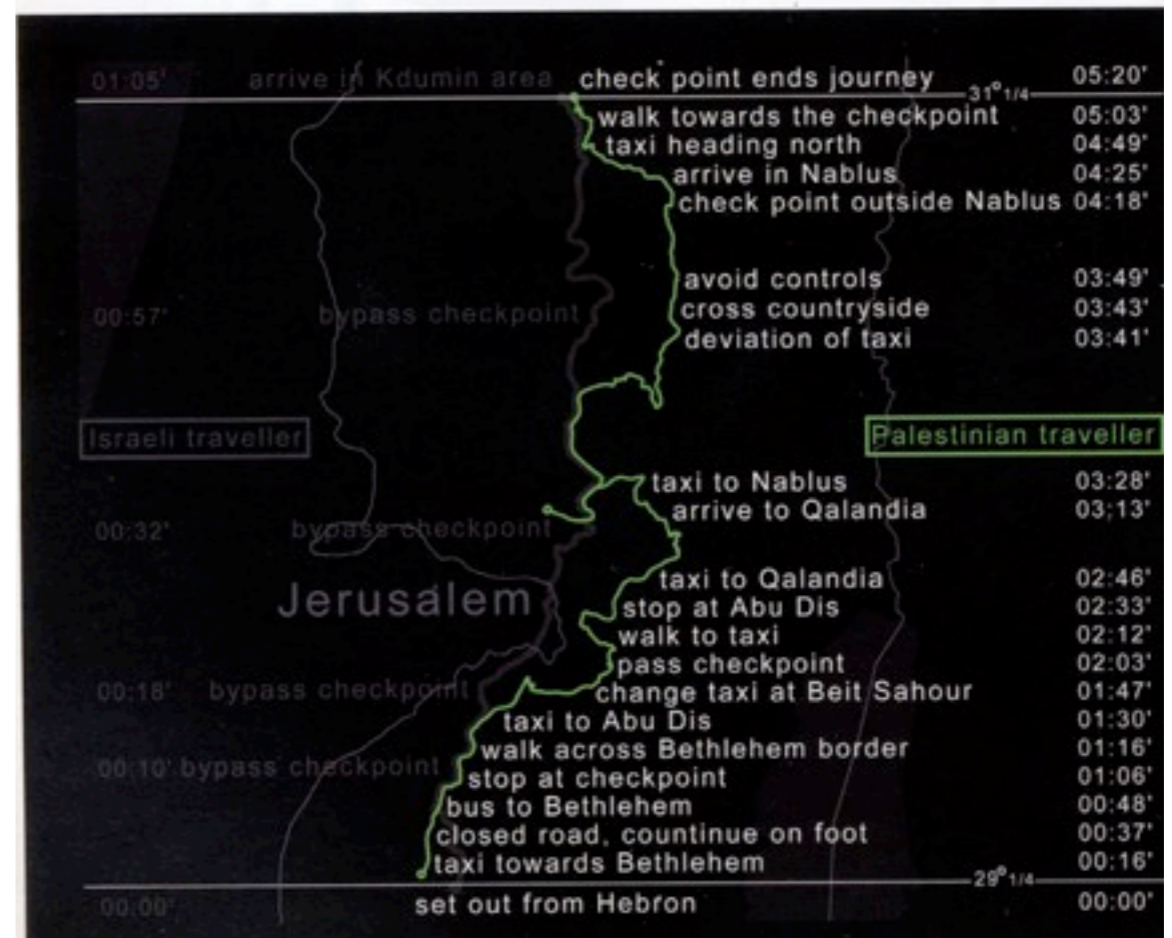 01:05' arrive in Kdumin area check point ends journey 05:20'
31° 1/4
walk towards the checkpoint 05:03'
taxi heading north 04:49'
arrive in Nablus 04:25'
check point outside Nablus 04:18'
avoid controls 03:49'
00:57' bypass checkpoint cross countryside 03:43'
deviation of taxi 03:41'
Israeli traveller Palestinian traveller
taxi to Nablus 03:28'
arrive to Qalandia 03;13'
00:32' bypass checkpoint
taxi to Qalandia 02:46'
Jerusalem stop at Abu Dis 02:33'
walk to taxi 02:12'
pass checkpoint 02:03'
00:18' bypass checkpoint change taxi at Beit Sahour 01:47'
taxi to Abu Dis 01:30'
walk across Bethlehem border 01:16'
00:10' bypass checkpoint stop at checkpoint 01:06'
bus to Bethlehem 00:48'
closed road, countinue on foot 00:37'
taxi towards Bethlehem 00:16'
29° 1/4
00:00' set out from Hebron 00:00'